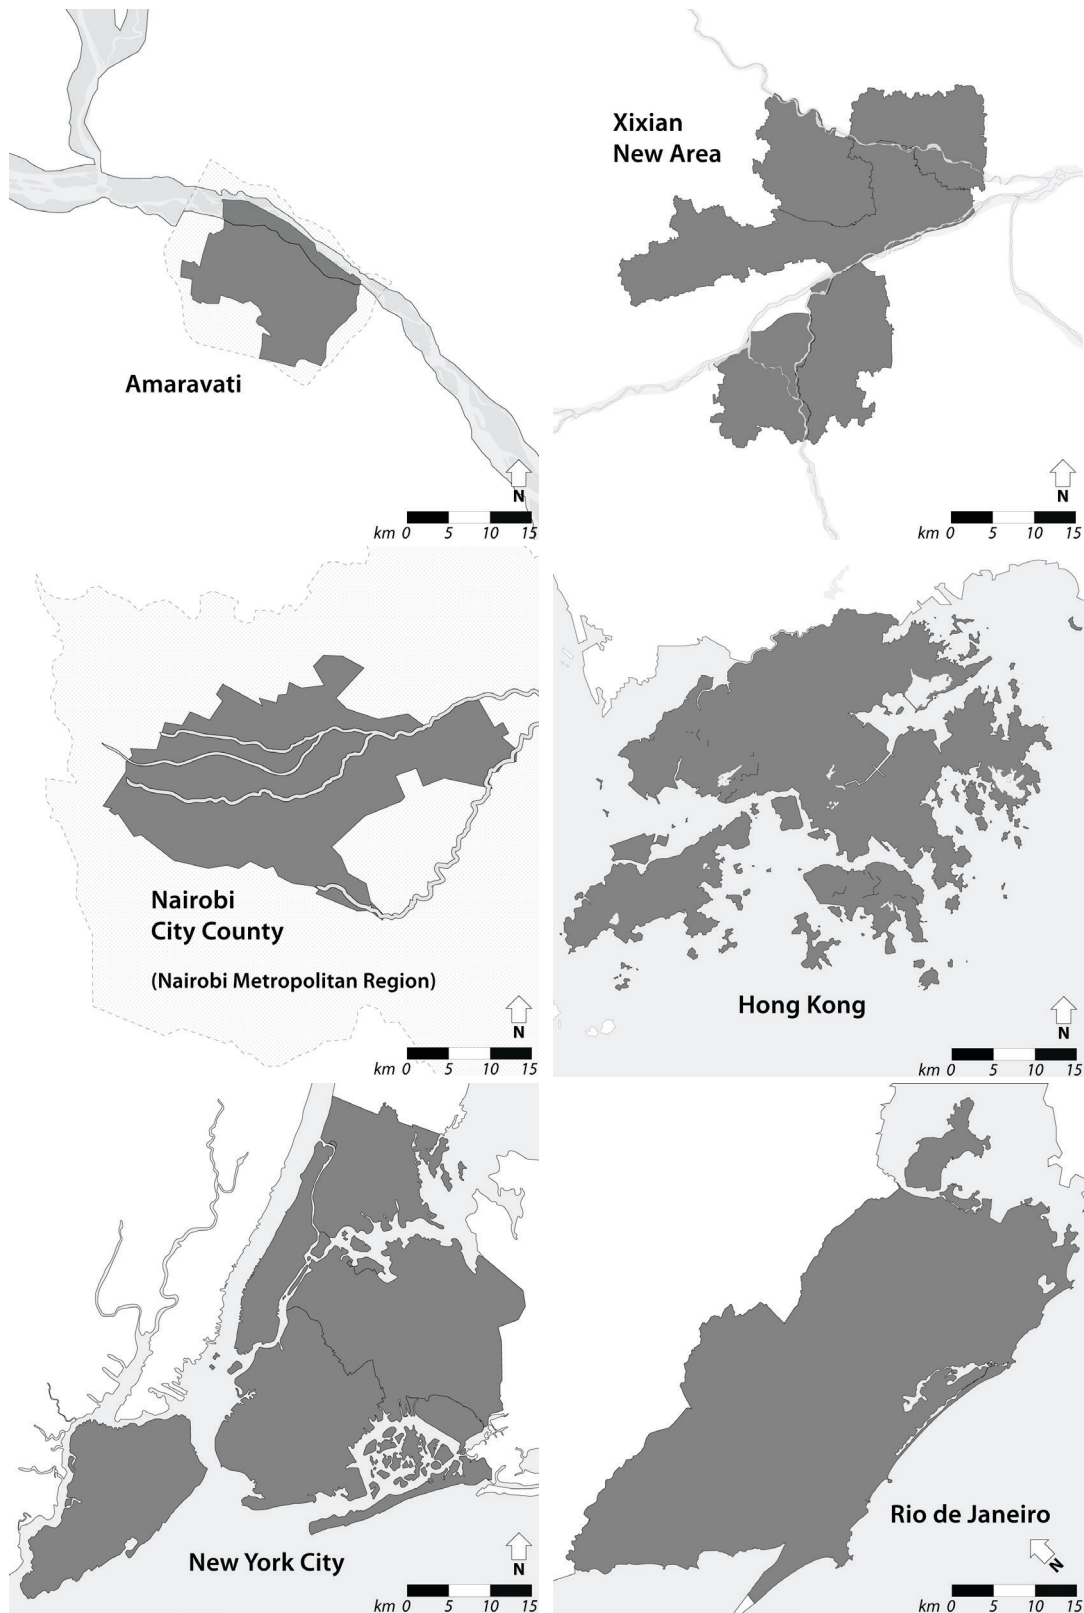 Amaravati
N
km 0 5 10 15
Xixian
New Area
N
km 0 5 10 15
Nairobi
City County
(Nairobi Metropolitan Region)
N
km 0 5 10 15
Hong Kong
N
km 0 5 10 15
New York City
N
km 0 5 10 15
Rio de Janeiro
N
km 0 5 10 15